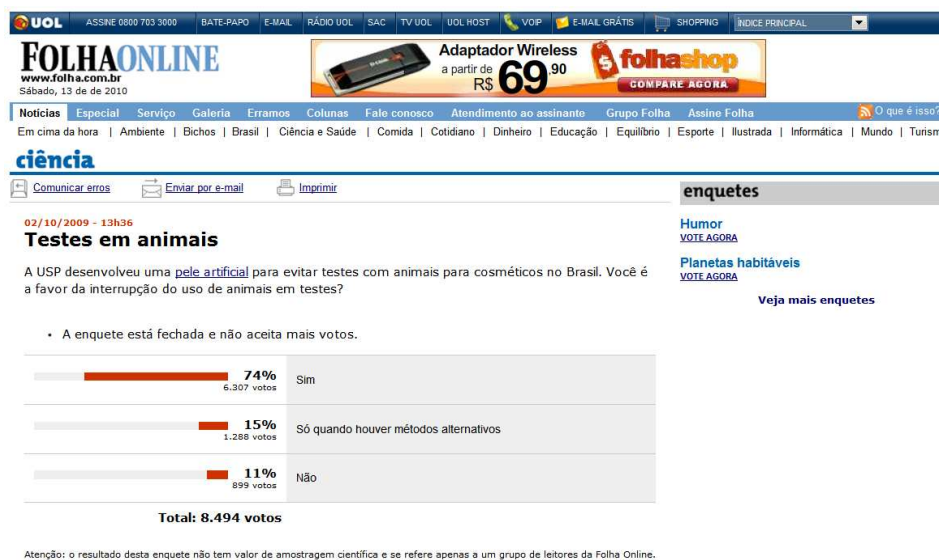 UOL ASSINE 0800 703 3000 BATE-PAPO E-MAIL RÁDIO UOL SAC TV UOL UOL HOST VOIP E-MAIL GRÁTIS SHOPPING ÍNDICE PRINCIPAL
FOLHAONLINE
www.folha.com.br
Sábado, 13 de de 2010
Adaptador Wireless
a partir de
R$ 69,90
folhashop
COMPARE AGORA
Notícias Especial Serviço Galeria Erramos Colunas Fale conosco Atendimento ao assinante Grupo Folha Assine Folha O que é isso?
Em cima da hora | Ambiente | Bichos | Brasil | Ciência e Saúde | Comida | Cotidiano | Dinheiro | Educação | Equilíbrio | Esporte | Ilustrada | Informática | Mundo | Turism
ciência
Comunicar erros Enviar por e-mail Imprimir
02/10/2009 - 13h36
Testes em animais
A USP desenvolveu uma pele artificial para evitar testes com animais para cosméticos no Brasil. Você é
a favor da interrupção do uso de animais em testes?
• A enquete está fechada e não aceita mais votos.
74%
6.307 votos
Sim
15%
1.288 votos
Só quando houver métodos alternativos
11%
899 votos
Não
Total: 8.494 votos
Atenção: o resultado desta enquete não tem valor de amostragem científica e se refere apenas a um grupo de leitores da Folha Online.
enquetes
Humor
VOTE AGORA
Planetas habitáveis
VOTE AGORA
Veja mais enquetes